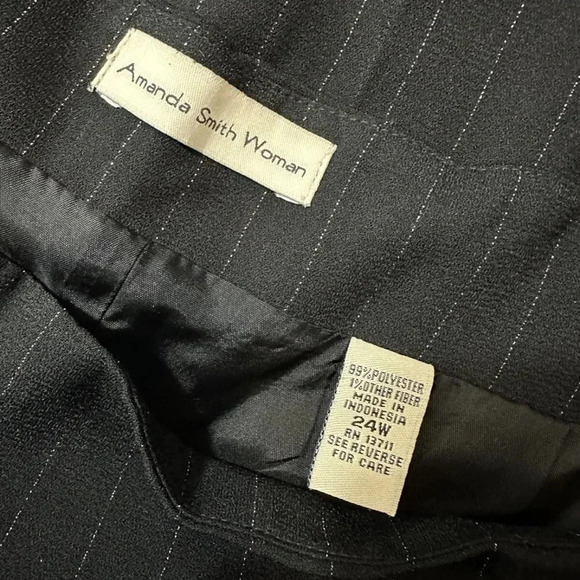 Amanda Smith Woman
99%POLYESTER
1%OTHER FIBER
MADE IN
INDONESIA
24W
RN 13711
SEE REVERSE
FOR CARE